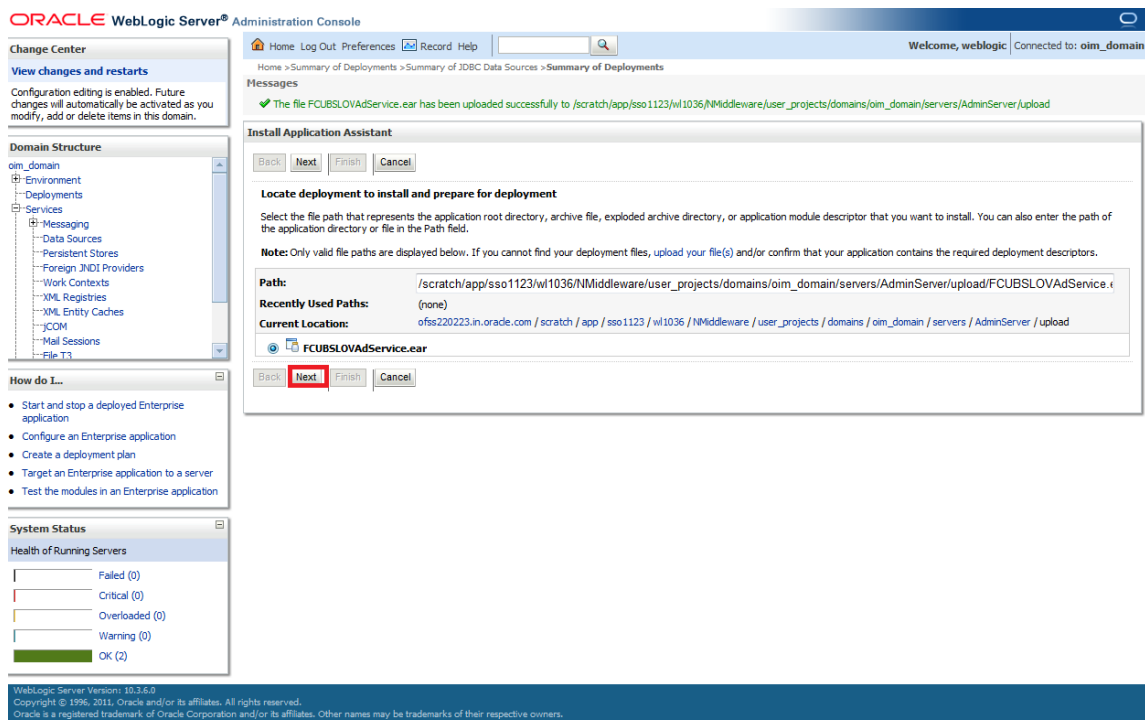 ORACLE WebLogic Server® Administration Console
Change Center
View changes and restarts
Configuration editing is enabled. Future
changes will automatically be activated as you
modify, add or delete items in this domain.
Domain Structure
oim_domain
Environment
Deployments
Services
Messaging
Data Sources
Persistent Stores
Foreign JNDI Providers
Work Contexts
XML Registries
XML Entity Caches
jCOM
Mail Sessions
File T3
How do I...
Start and stop a deployed Enterprise
application
Configure an Enterprise application
Create a deployment plan
Target an Enterprise application to a server
Test the modules in an Enterprise application
System Status
Health of Running Servers
Failed (0)
Critical (0)
Overloaded (0)
Warning (0)
OK (2)
Home Log Out Preferences Record Help
Welcome, weblogic Connected to: oim_domain
Home >Summary of Deployments >Summary of JDBC Data Sources >Summary of Deployments
Messages
The file FCUBSLOVAdService.ear has been uploaded successfully to /scratch/app/sso1123/wl1036/NMiddleware/user_projects/domains/oim_domain/servers/AdminServer/upload
Install Application Assistant
Back Next Finish Cancel
Locate deployment to install and prepare for deployment
Select the file path that represents the application root directory, archive file, exploded archive directory, or application module descriptor that you want to install. You can also enter the path of
the application directory or file in the Path field.
Note: Only valid file paths are displayed below. If you cannot find your deployment files, upload your file(s) and/or confirm that your application contains the required deployment descriptors.
Path: /scratch/app/sso1123/wl1036/NMiddleware/user_projects/domains/oim_domain/servers/AdminServer/upload/FCUBSLOVAdService.e
Recently Used Paths: (none)
Current Location: ofss220223.in.oracle.com / scratch / app / sso1123 / wl1036 / NMiddleware / user_projects / domains / oim_domain / servers / AdminServer / upload
FCUBSLOVAdService.ear
Back Next Finish Cancel
WebLogic Server Version: 10.3.6.0
Copyright © 1996, 2011, Oracle and/or its affiliates. All rights reserved.
Oracle is a registered trademark of Oracle Corporation and/or its affiliates. Other names may be trademarks of their respective owners.